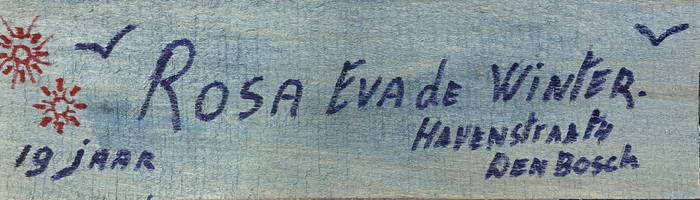 Rosa Eva de Winter.
Havenstraat 4
19 jaar Den Bosch